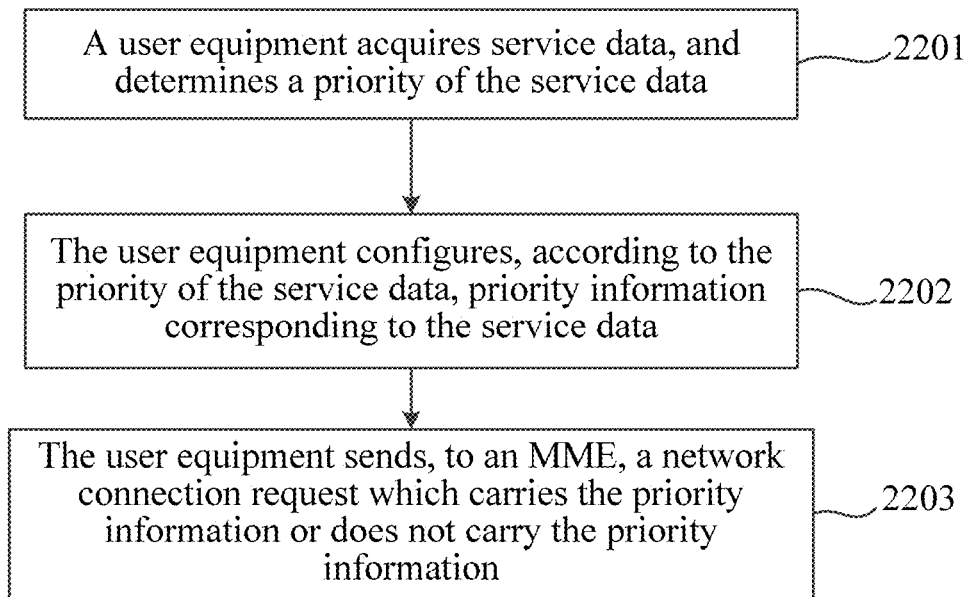 A user equipment acquires service data, and
determines a priority of the service data
2201
The user equipment configures, according to the
priority of the service data, priority information
corresponding to the service data
2202
The user equipment sends, to an MME, a network
connection request which carries the priority
information or does not carry the priority
information
2203